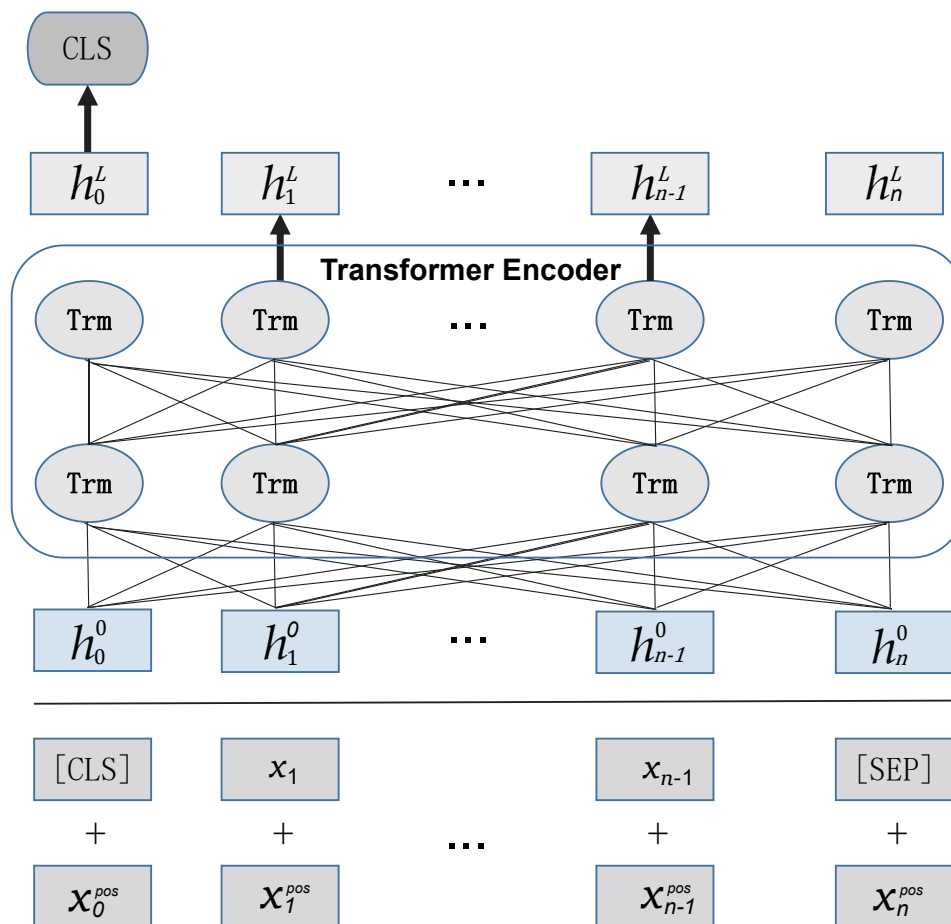 CLS
h_0^L h_1^L ... h_{n-1}^L h_n^L
Transformer Encoder
Trm Trm ... Trm Trm
Trm Trm Trm Trm
h_0^0 h_1^0 ... h_{n-1}^0 h_n^0
[CLS] x_1 x_{n-1} [SEP]
+ + ... + +
x_0^{pos} x_1^{pos} x_{n-1}^{pos} x_n^{pos}